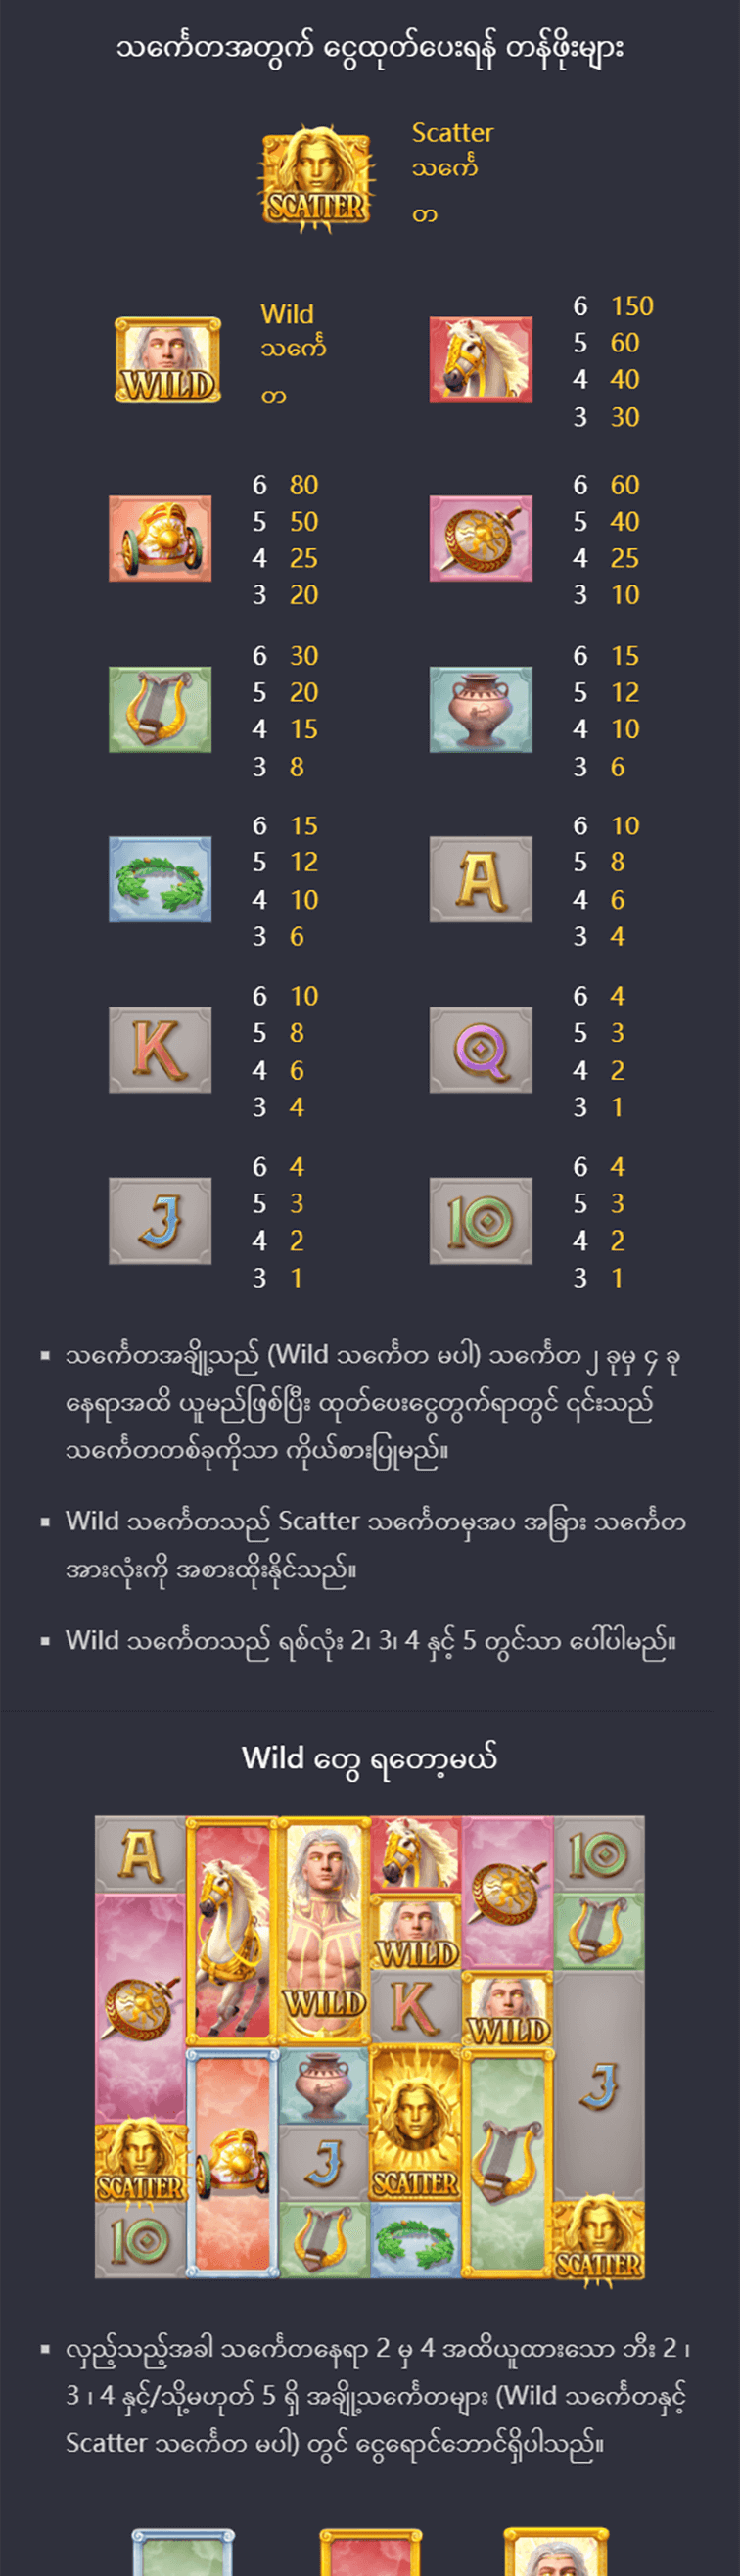 သင်္ကေတအတွက် ငွေထုတ်ပေးရန် တန်ဖိုးများ
SCATTER
Scatter
သင်္ကေ
တ
WILD
Wild
သင်္ကေ
တ
6 150
5 60
4 40
3 30
6 80
5 50
4 25
3 20
6 60
5 40
4 25
3 10
6 30
5 20
4 15
3 8
6 15
5 12
4 10
3 6
6 15
5 12
4 10
3 6
A
6 10
5 8
6 4
4 6
3 4
K
6 10
5 8
4 6
3 4
Q
6 4
5 3
4 2
3 1
J
6 4
5 3
4 2
3 1
10
6 4
5 3
4 2
3 1
သင်္ကေတအချို့သည် (Wild သင်္ကေတ မပါ) သင်္ကေတ၂ ခုမှ ၄ ခု
နေရာအထိ ယူမည်ဖြစ်ပြီး ထုတ်ပေးငွေတွက်ရာတွင် ၎င်းသည်
သင်္ကေတတစ်ခုကိုသာ ကိုယ်စားပြုမည်။
Wild သင်္ကေတသည် Scatter သင်္ကေတမှအပ အခြား သင်္ကေတ
အားလုံးကို အစားထိုးနိုင်သည်။
Wild သင်္ကေတသည် ရစ်လုံး 2၊ 3၊ 4 နှင့် 5 တွင်သာ ပေါ်ပါမည်။
Wild တွေ ရတော့မယ်
A
10
WILD
WILD
K
WILD
J
SCATTER
J
SCATTER
10
SCATTER
လှည့်သည့်အခါ သင်္ကေတနေရာ 2 မှ 4 အထိယူထားသော ဘီး 2 ၊
3 ၊ 4 နှင့်/သို့မဟုတ် 5 ရှိ အချို့သင်္ကေတများ (Wild သင်္ကေတနှင့်
Scatter သင်္ကေတ မပါ) တွင် ငွေရောင်ဘောင်ရှိပါသည်။